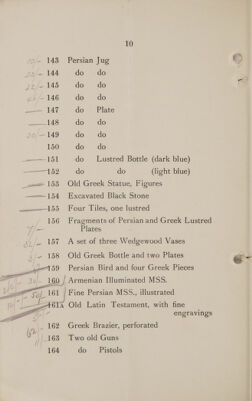 10
143 Persian Jug
144 do do
145 do do
146 do do
147 do Plate
148 do do
149 do do
150 do do
151 do Lustred Bottle (dark blue)
152 do do (light blue)
153 Old Greek Statue, Figures
154 Excavated Black Stone
155 Four Tiles, one lustred
156 Fragments of Persian and Greek Lustred
Plates
157 A set of three Wedgewood Vases
158 Old Greek Bottle and two Plates
159 Persian Bird and four Greek Pieces
160 Armenian Illuminated MSS.
161 Fine Persian MSS., illustrated
161A Old Latin Testament, with fine
engravings
162 Greek Brazier, perforated
163 Two old Guns
164 do Pistols